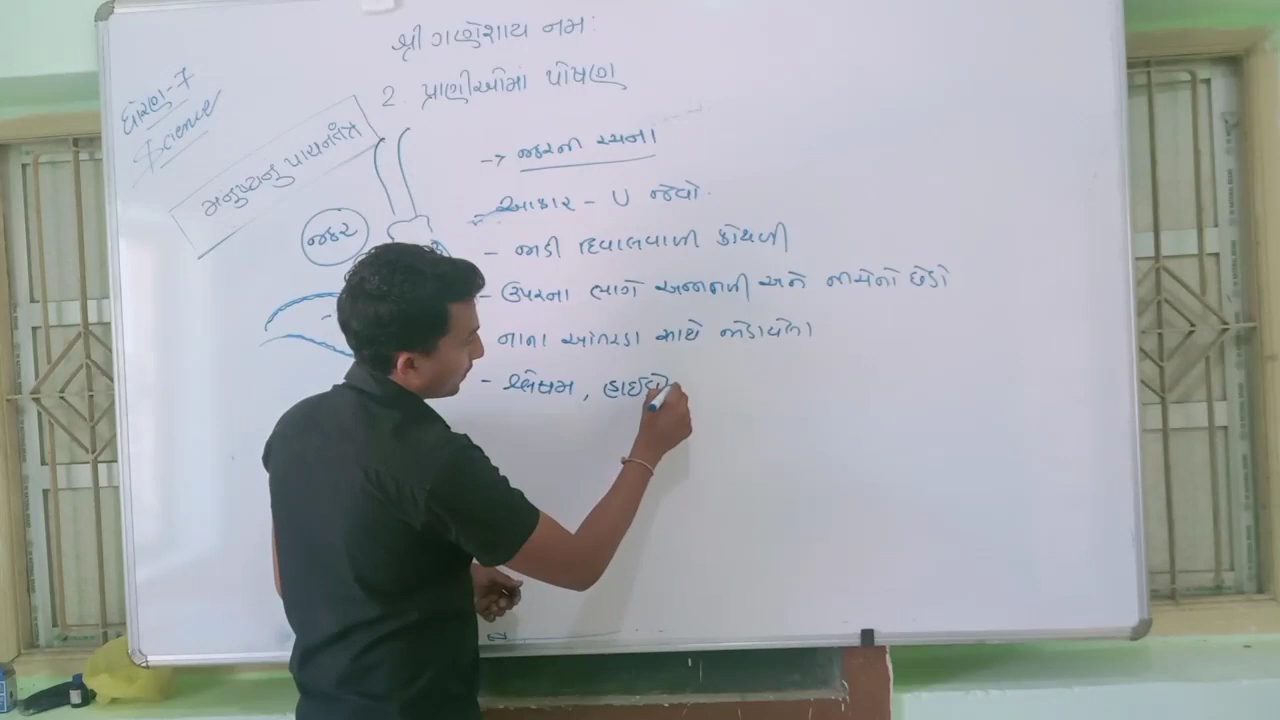 શ્રી ગણેશાય નમઃ
2. પ્રાણીઓમાં પોષણ
ધોરણ-7
Science
મનુષ્યનું પાચનતંત્ર
જઠર
-> જઠરની રચના
આકાર - U જેવો.
- જાડી દિવાલવાળી કોથળી
- ઉપરના ભાગે અન્નનળી અને નીચેનો છેડો
નાના આંતરડા સાથે જોડાયેલા
- શ્લેષ્મ, હાઈડ્રો